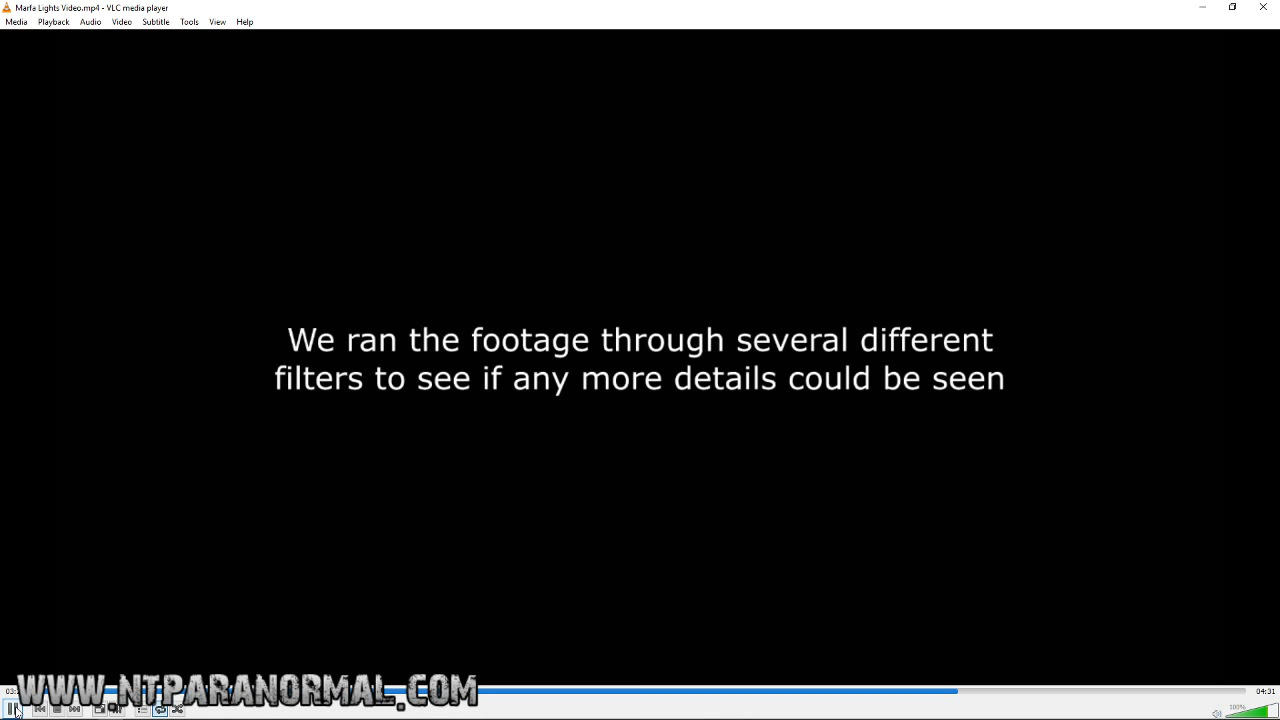 Marfa Lights Video.mp4 - VLC media player
Media Playback Audio Video Subtitle Tools View Help
We ran the footage through several different
filters to see if any more details could be seen
04:31
WWW.NTPARANORMAL.COM
100%